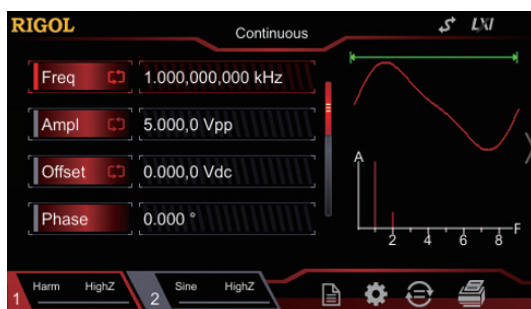 RIGOL
Continuous
LXI
Freq 1.000,000,000 kHz
Ampl 5.000,0 Vpp
Offset 0.000,0 Vdc
Phase 0.000 °
A
2 4 6 8 F
1 Harm HighZ 2 Sine HighZ